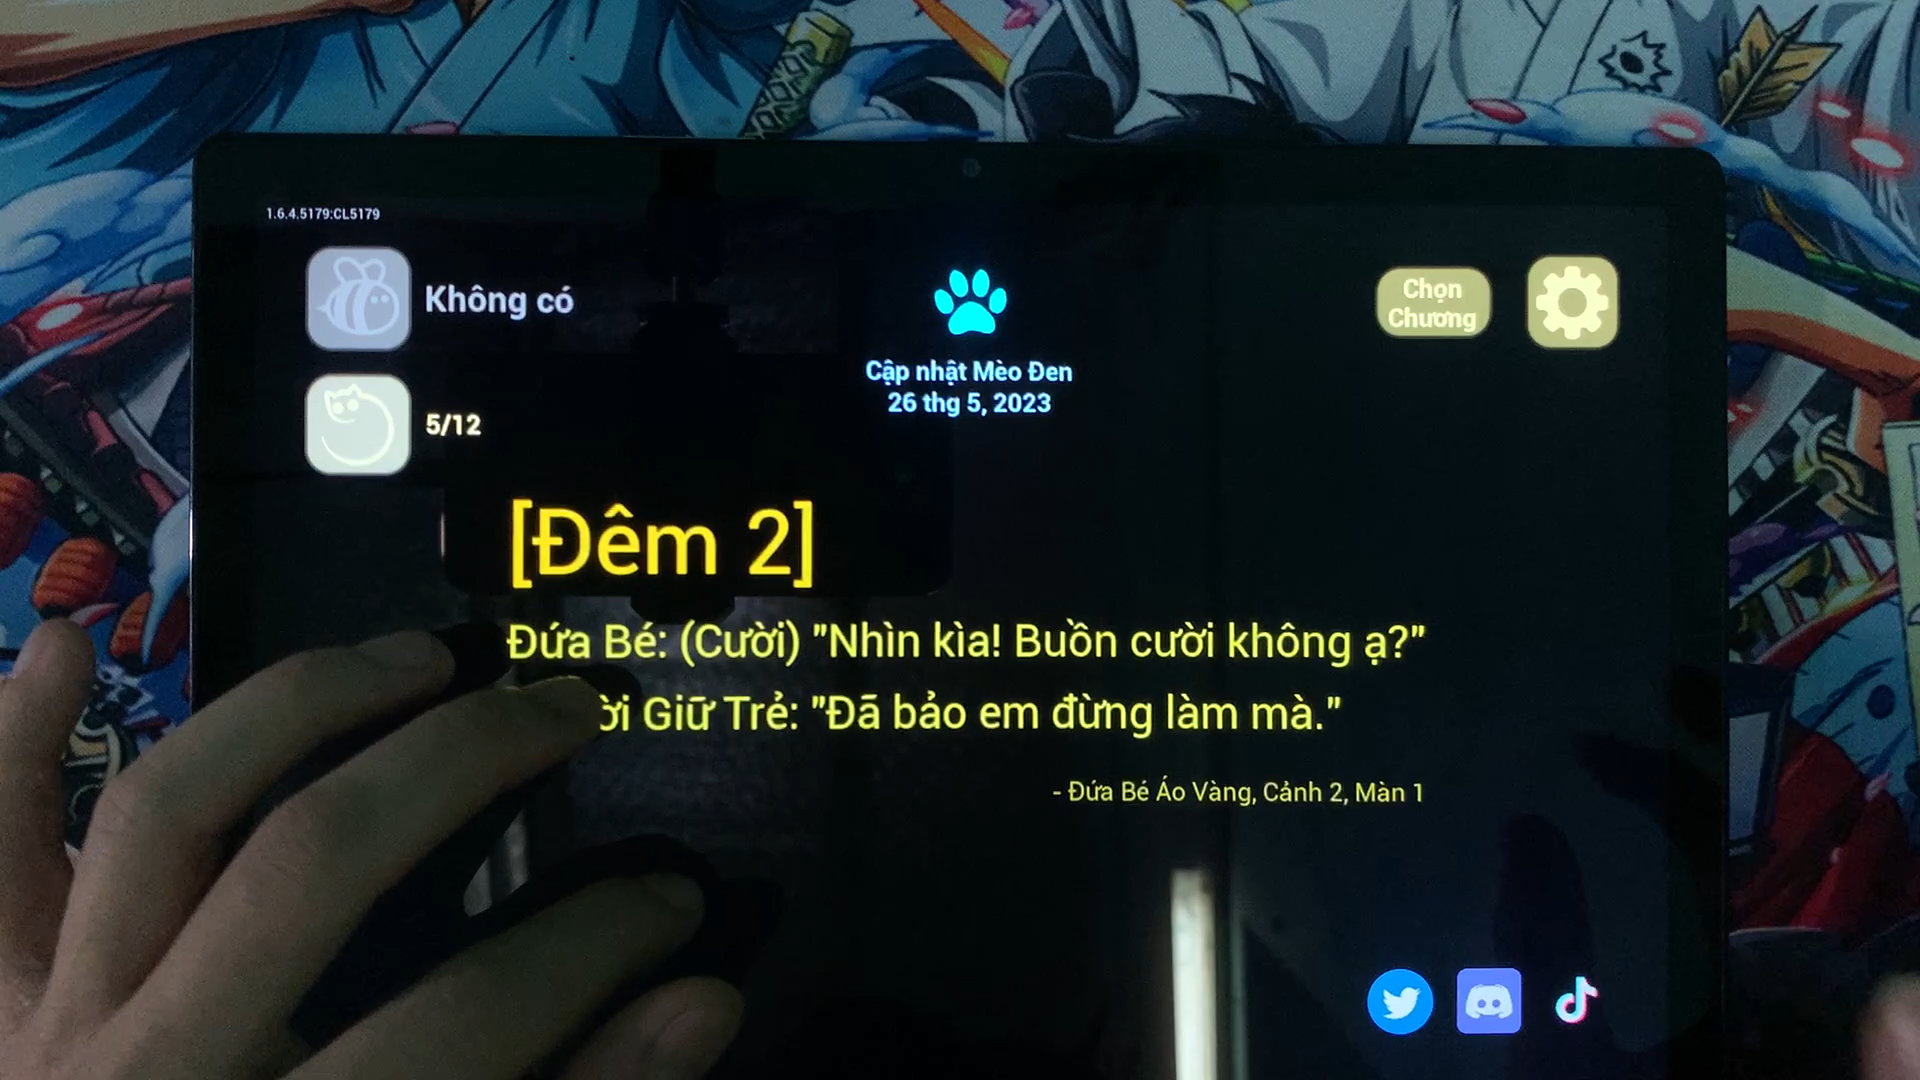 1.6.4.5179:CL5179
Không có
Chọn
Chương
Cập nhật Mèo Đen
26 thg 5, 2023
5/12
[Đêm 2]
Đứa Bé: (Cười) "Nhìn kìa! Buồn cười không ạ?"
Giữ Trẻ: "Đã bảo em đừng làm mà."
- Đứa Bé Áo Vàng, Cảnh 2, Màn 1